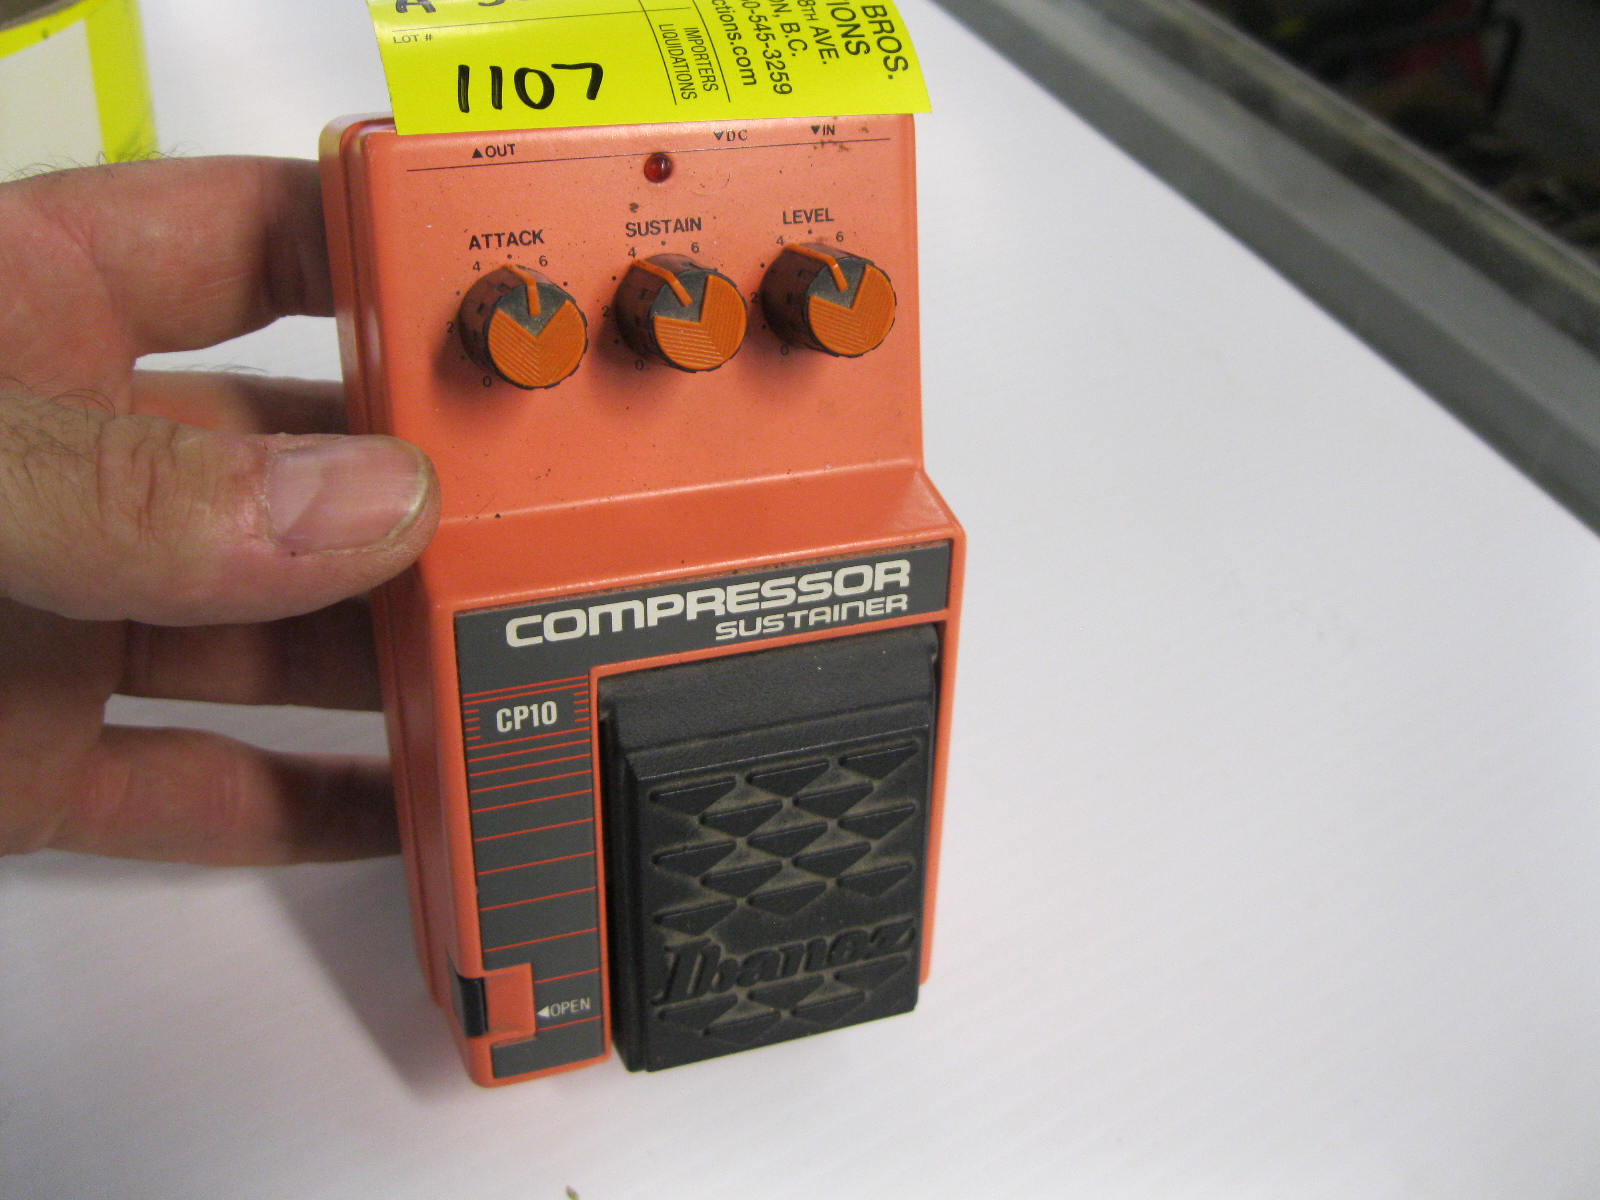 LOT #
1107
IMPORTERS
LIQUIDATIONS
BROS.
IONS
8TH AVE.
ON, B.C.
0-545-3259
ctions.com
▲OUT
▼DC
▼IN
ATTACK
4 6
2
0
SUSTAIN
4 6
2
0
LEVEL
4 6
2
0
COMPRESSOR
SUSTAINER
CP10
Ibanez
◀OPEN